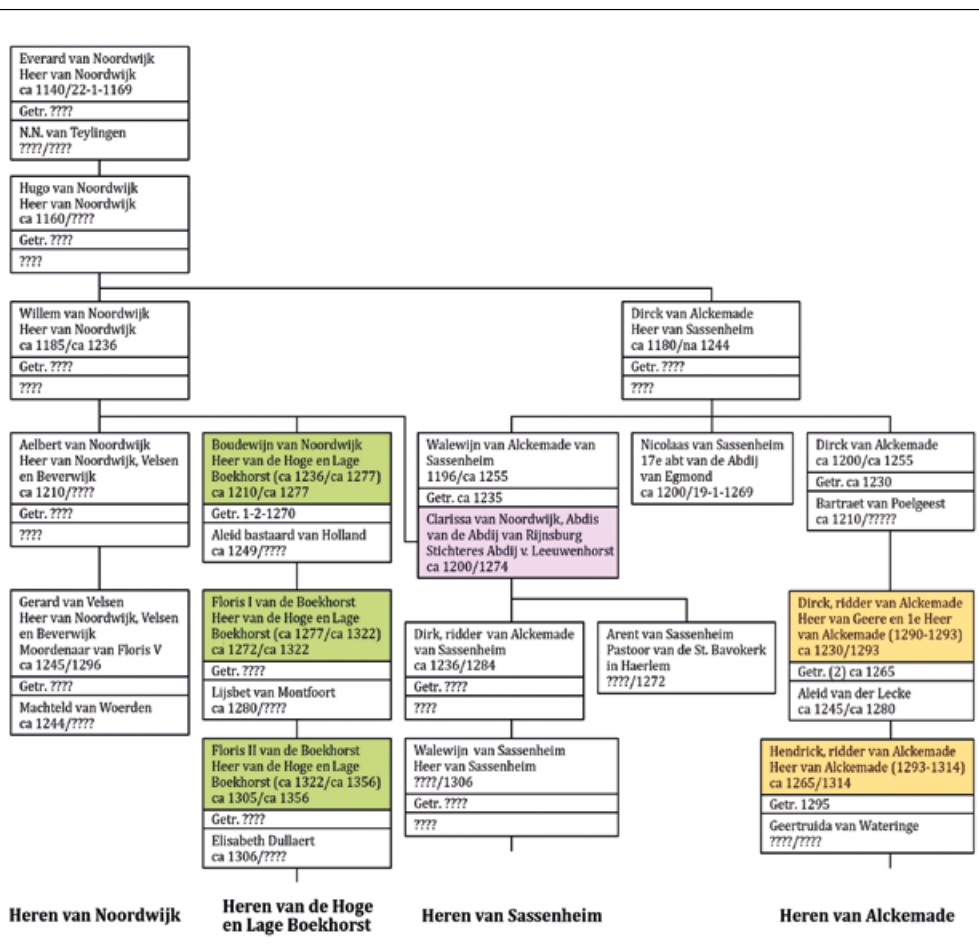 Everard van Noordwijk
Heer van Noordwijk
ca 1140/22-1-1169
Getr. ????
N.N. van Teylingen
????/????
Hugo van Noordwijk
Heer van Noordwijk
ca 1160/????
Getr. ????
????
Willem van Noordwijk
Heer van Noordwijk
ca 1185/ca 1236
Getr. ????
????
Dirck van Alckemade
Heer van Sassenheim
ca 1180/na 1244
Getr. ????
????
Aelbert van Noordwijk
Heer van Noordwijk, Velsen
en Beverwijk
ca 1210/????
Getr. ????
????
Boudewijn van Noordwijk
Heer van de Hoge en Lage
Boekhorst (ca 1236/ca 1277)
ca 1210/ca 1277
Getr. 1-2-1270
Aleid bastaard van Holland
ca 1249/????
Walewijn van Alckemade van
Sassenheim
1196/ca 1255
Getr. ca 1235
Clarissa van Noordwijk, Abdis
van de Abdij van Rijnsburg
Stichteres Abdij v. Leeuwenhorst
ca 1200/1274
Nicolaas van Sassenheim
17e abt van de Abdij
van Egmond
ca 1200/19-1-1269
Dirck van Alckemade
ca 1200/ca 1255
Getr. ca 1230
Bartraet van Poelgeest
ca 1210/?????
Gerard van Velsen
Heer van Noordwijk, Velsen
en Beverwijk
Moordenaar van Floris V
ca 1245/1296
Getr. ????
Machteld van Woerden
ca 1244/????
Floris I van de Boekhorst
Heer van de Hoge en Lage
Boekhorst (ca 1277/ca 1322)
ca 1272/ca 1322
Getr. ????
Lijsbet van Montfoort
ca 1280/????
Dirk, ridder van Alckemade
van Sassenheim
ca 1236/1284
Getr. ????
????
Arent van Sassenheim
Pastoor van de St. Bavokerk
in Haerlem
????/1272
Dirck, ridder van Alckemade
Heer van Geere en 1e Heer
van Alckemade (1290-1293)
ca 1230/1293
Getr. (2) ca 1265
Aleid van der Lecke
ca 1245/ca 1280
Floris II van de Boekhorst
Heer van de Hoge en Lage
Boekhorst (ca 1322/ca 1356)
ca 1305/ca 1356
Getr. ????
Elisabeth Dullaert
ca 1306/????
Walewijn van Sassenheim
Heer van Sassenheim
????/1306
Getr. ????
????
Hendrick, ridder van Alckemade
Heer van Alckemade (1293-1314)
ca 1265/1314
Getr. 1295
Geertruida van Wateringe
????/????
Heren van Noordwijk
Heren van de Hoge
en Lage Boekhorst
Heren van Sassenheim
Heren van Alckemade